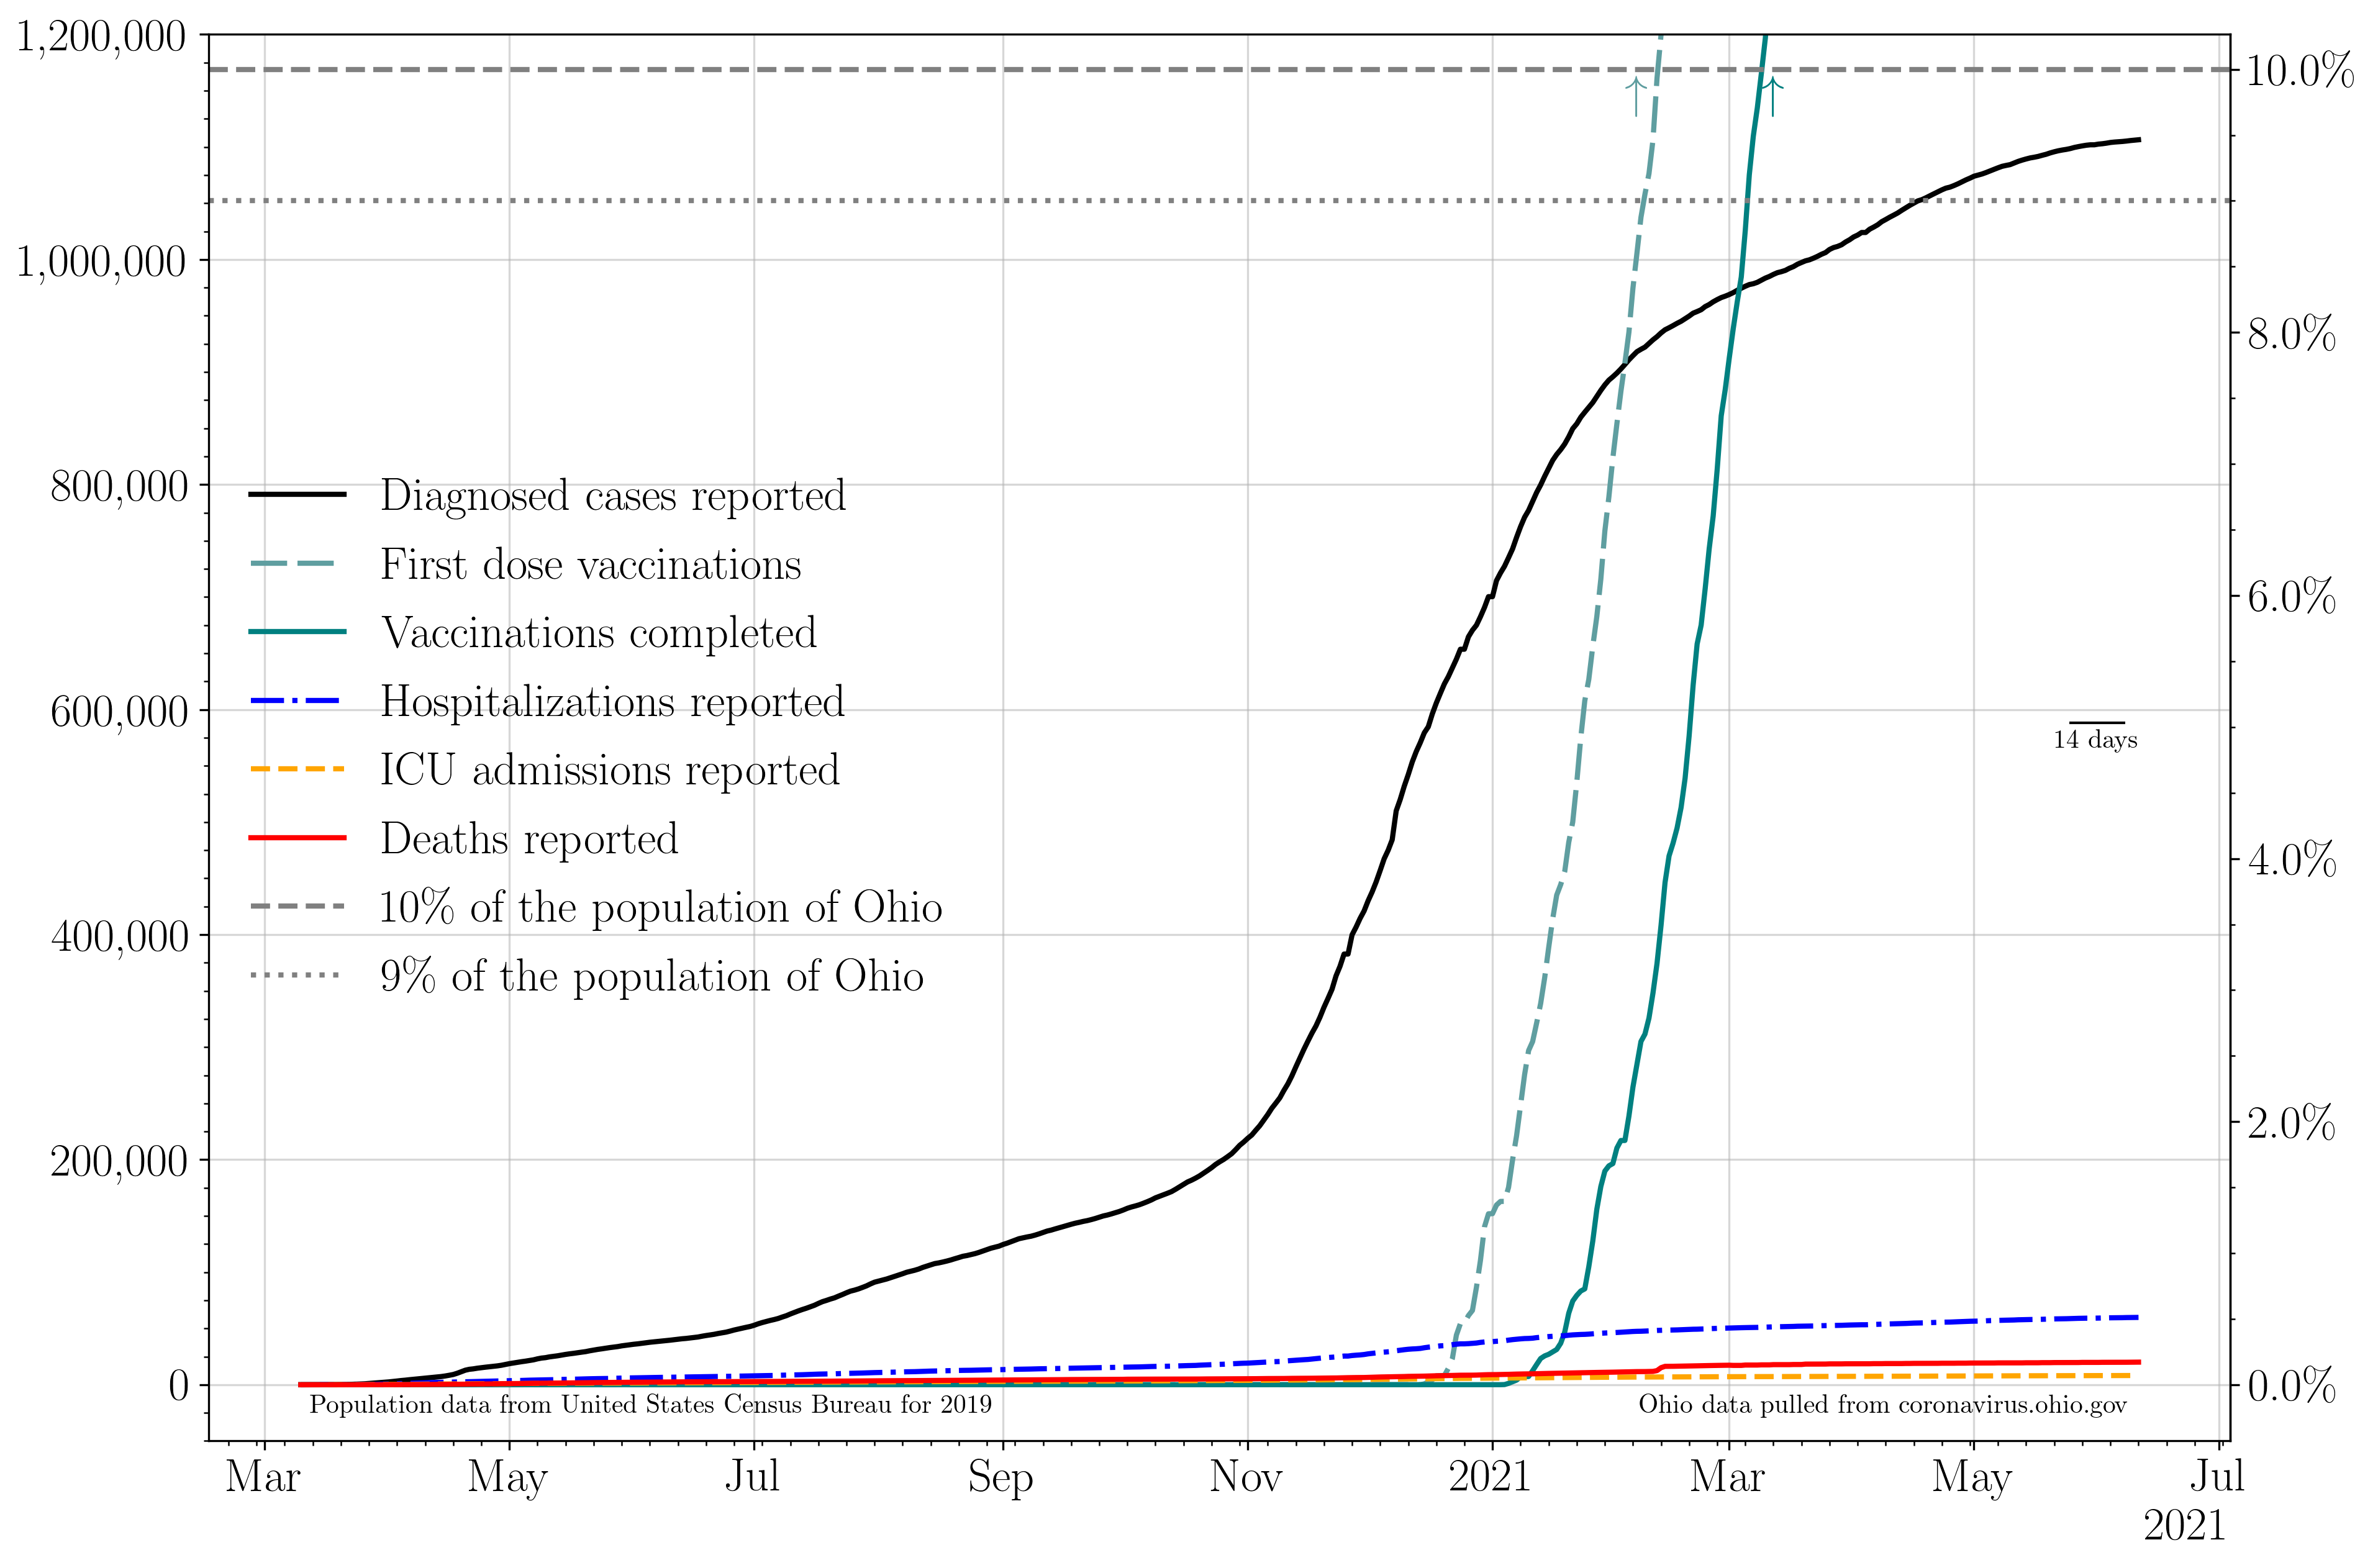 1,200,000
1,000,000
800,000
600,000
400,000
200,000
0
10.0%
8.0%
6.0%
4.0%
2.0%
0.0%
↑
↑
Diagnosed cases reported
First dose vaccinations
Vaccinations completed
Hospitalizations reported
ICU admissions reported
Deaths reported
10% of the population of Ohio
9% of the population of Ohio
14 days
Population data from United States Census Bureau for 2019
Ohio data pulled from coronavirus.ohio.gov
Mar May Jul Sep Nov 2021 Mar May Jul
2021